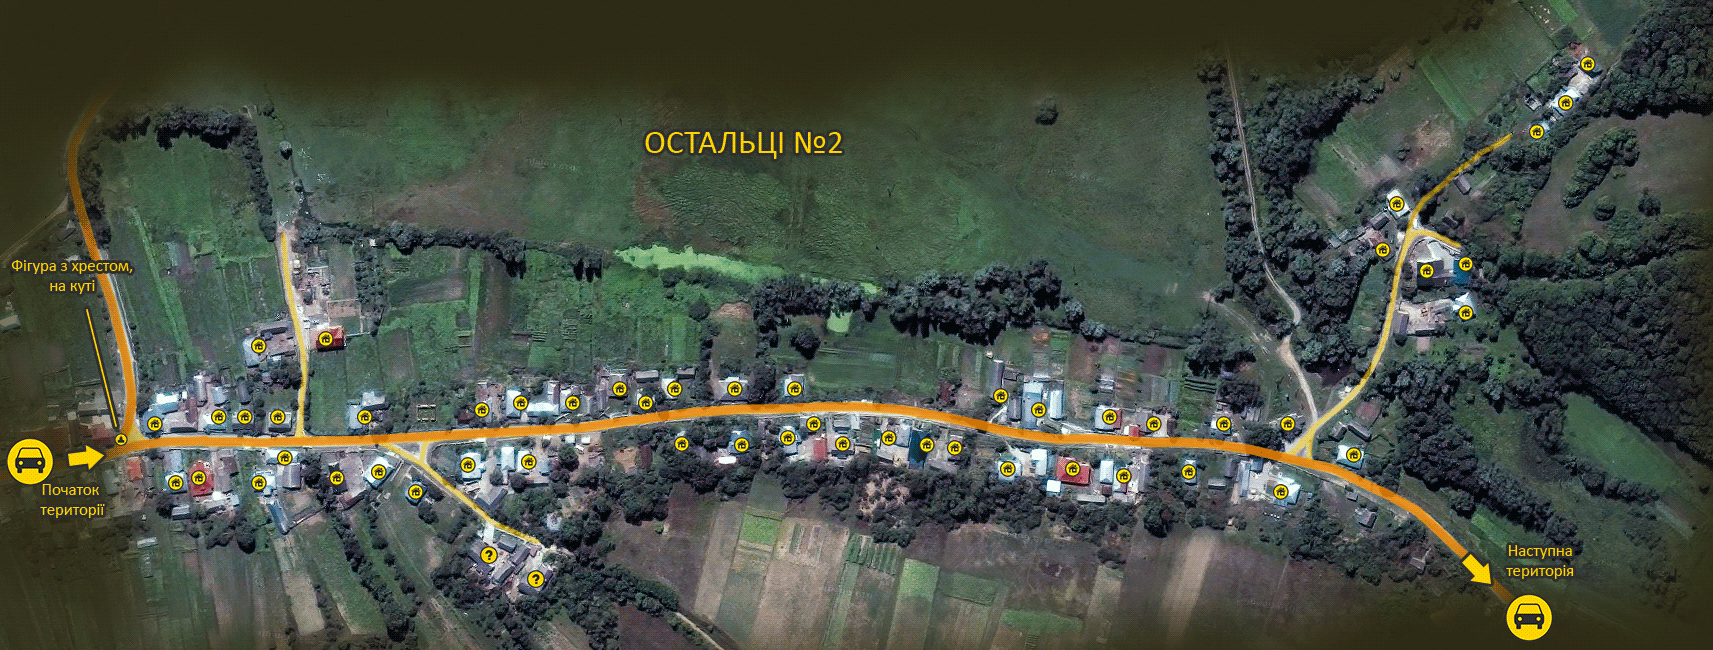 ОСТАЛЬЦІ №2
Фігура з хрестом,
на куті
Початок
території
Наступна
територія
?
?